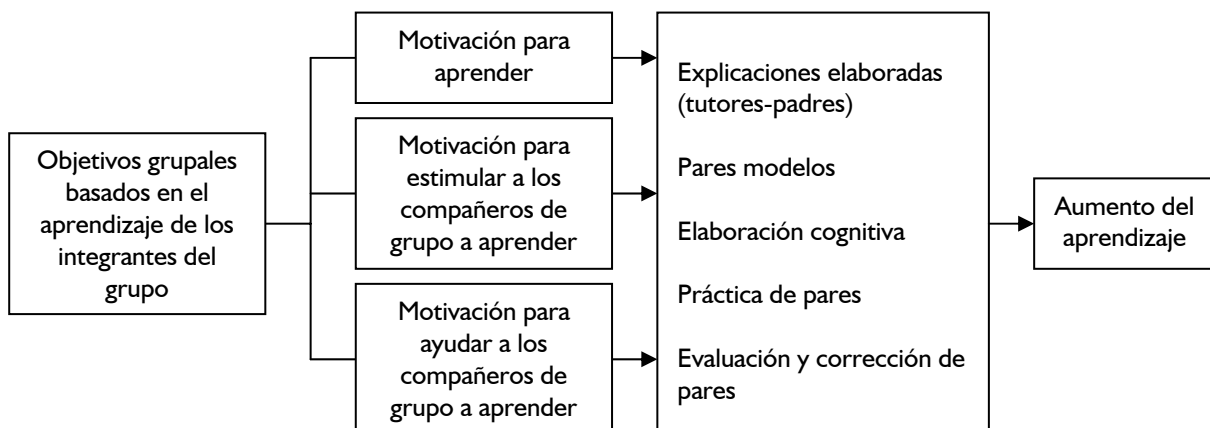 Objetivos grupales
basados en el
aprendizaje de los
integrantes del
grupo
Motivación para
aprender
Motivación para
estimular a los
compañeros de
grupo a aprender
Motivación para
ayudar a los
compañeros de
grupo a aprender
Explicaciones elaboradas
(tutores-padres)
Pares modelos
Elaboración cognitiva
Práctica de pares
Evaluación y corrección de
pares
Aumento del
aprendizaje